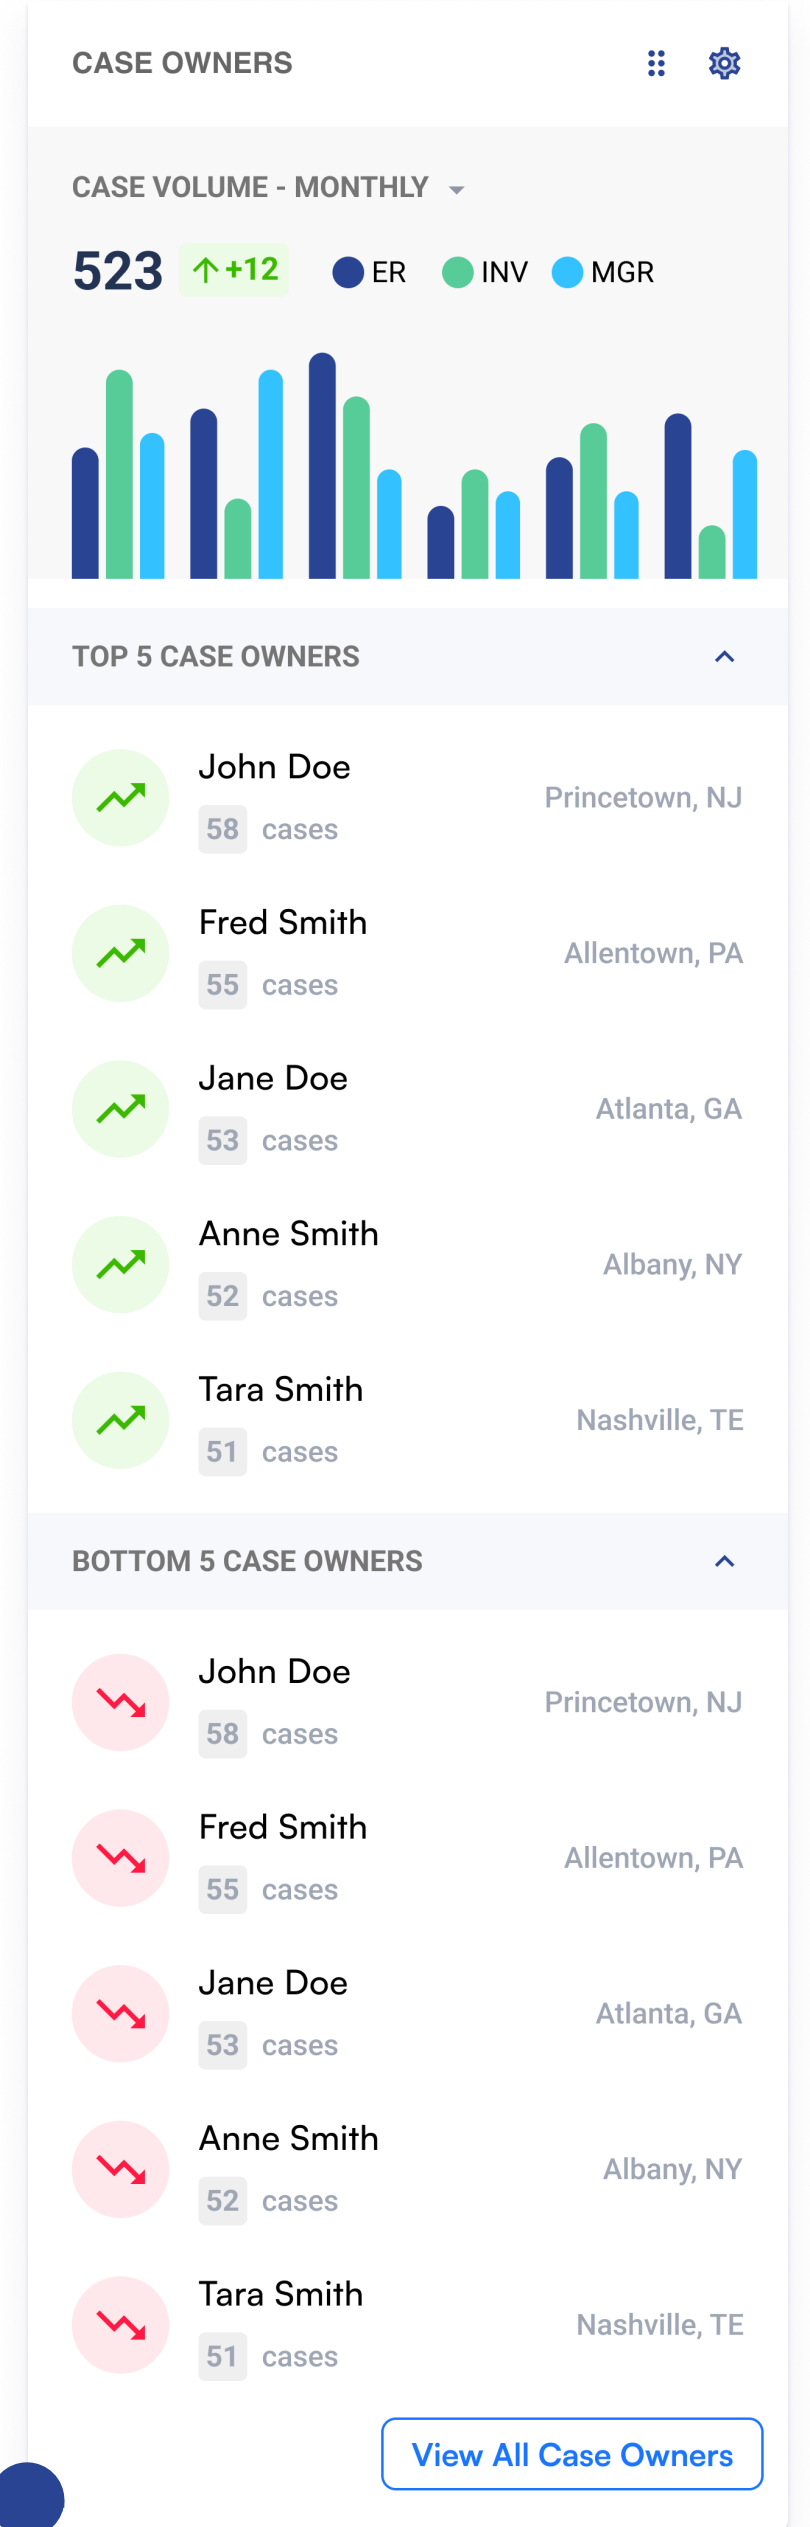 CASE OWNERS
CASE VOLUME - MONTHLY
523 +12 ER INV MGR
TOP 5 CASE OWNERS
John Doe
58 cases
Princetown, NJ
Fred Smith
55 cases
Allentown, PA
Jane Doe
53 cases
Atlanta, GA
Anne Smith
52 cases
Albany, NY
Tara Smith
51 cases
Nashville, TE
BOTTOM 5 CASE OWNERS
John Doe
58 cases
Princetown, NJ
Fred Smith
55 cases
Allentown, PA
Jane Doe
53 cases
Atlanta, GA
Anne Smith
52 cases
Albany, NY
Tara Smith
51 cases
Nashville, TE
View All Case Owners